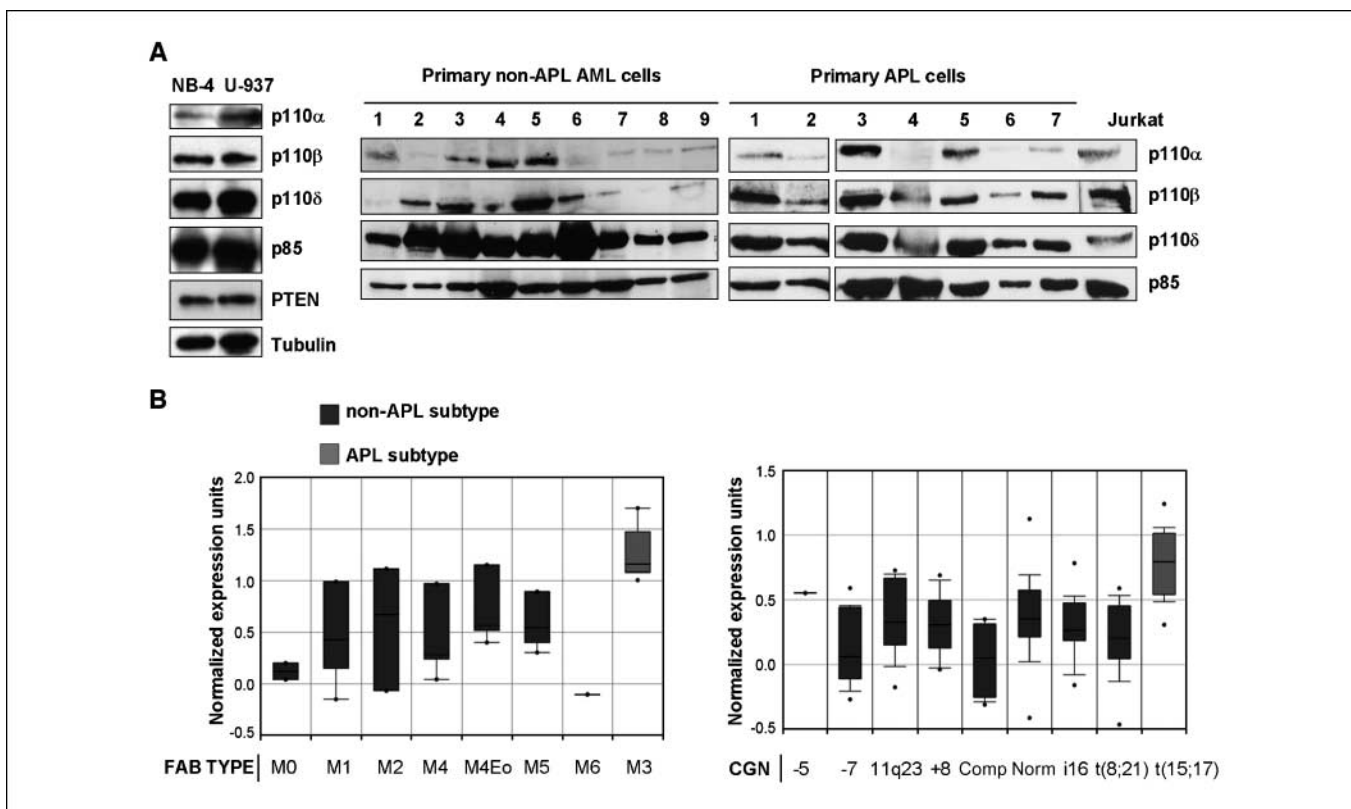 A
NB-4 U-937
p110α
p110β
p110δ
p85
PTEN
Tubulin
Primary non-APL AML cells
1 2 3 4 5 6 7 8 9
Primary APL cells
1 2 3 4 5 6 7 Jurkat
p110α
p110β
p110δ
p85
B
non-APL subtype
APL subtype
Normalized expression units
2.0
1.5
1.0
0.5
0.0
-0.5
FAB TYPE M0 M1 M2 M4 M4Eo M5 M6 M3
Normalized expression units
1.5
1.0
0.5
0.0
-0.5
CGN -5 -7 11q23 +8 Comp Norm i16 t(8;21) t(15;17)